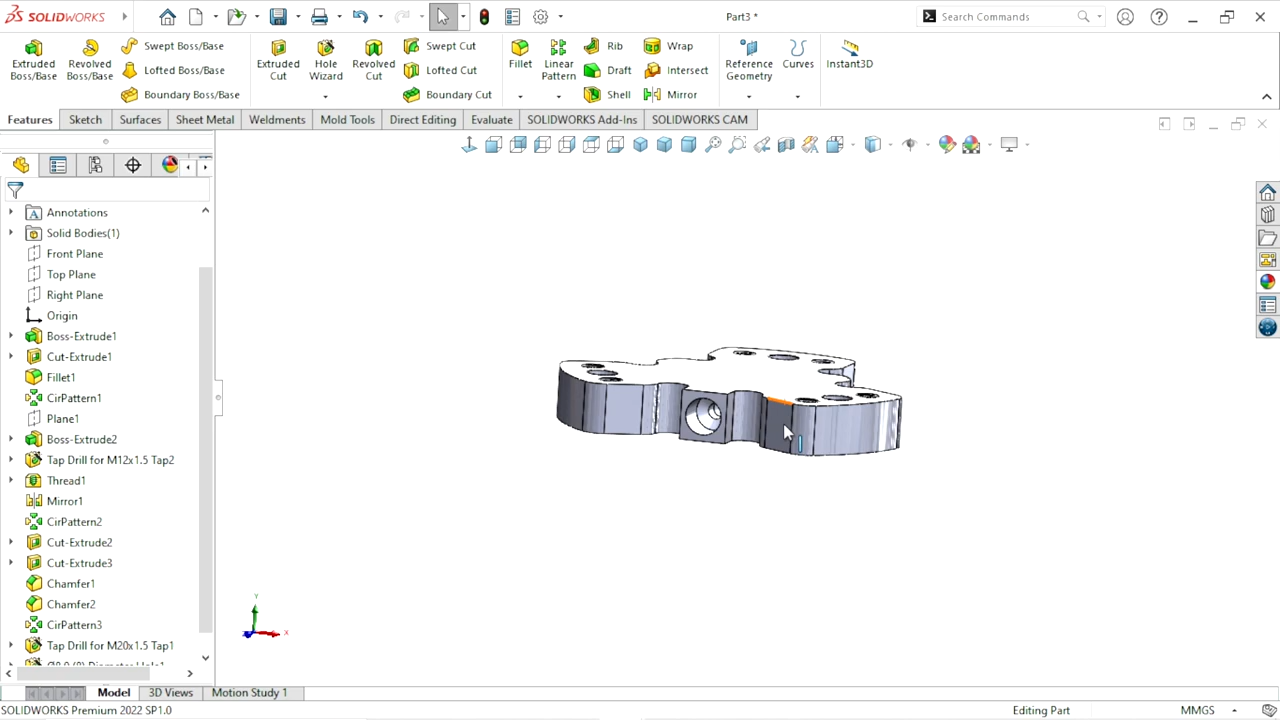 SOLIDWORKS
Part3 *
Search Commands
Extruded Boss/Base
Revolved Boss/Base
Swept Boss/Base
Lofted Boss/Base
Boundary Boss/Base
Extruded Cut
Hole Wizard
Revolved Cut
Swept Cut
Lofted Cut
Boundary Cut
Fillet
Linear Pattern
Rib
Draft
Shell
Wrap
Intersect
Mirror
Reference Geometry
Curves
Instant3D
Features
Sketch
Surfaces
Sheet Metal
Weldments
Mold Tools
Direct Editing
Evaluate
SOLIDWORKS Add-Ins
SOLIDWORKS CAM
Annotations
Solid Bodies(1)
Front Plane
Top Plane
Right Plane
Origin
Boss-Extrude1
Cut-Extrude1
Fillet1
CirPattern1
Plane1
Boss-Extrude2
Tap Drill for M12x1.5 Tap2
Thread1
Mirror1
CirPattern2
Cut-Extrude2
Cut-Extrude3
Chamfer1
Chamfer2
CirPattern3
Tap Drill for M20x1.5 Tap1
Y
X
Model
3D Views
Motion Study 1
SOLIDWORKS Premium 2022 SP1.0
Editing Part
MMGS